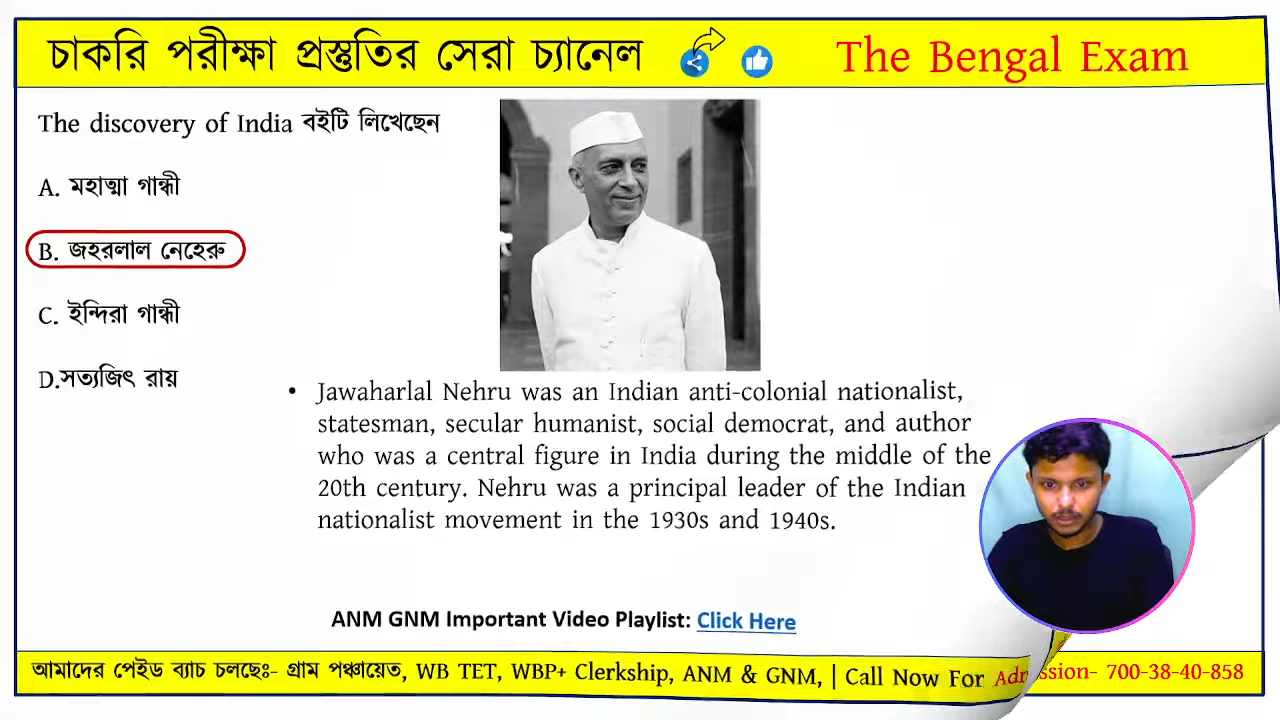 চাকরি পরীক্ষা প্রস্তুতির সেরা চ্যানেল The Bengal Exam
The discovery of India বইটি লিখেছেন
A. মহাত্মা গান্ধী
B. জহরলাল নেহেরু
C. ইন্দিরা গান্ধী
D.সত্যজিৎ রায়
• Jawaharlal Nehru was an Indian anti-colonial nationalist,
statesman, secular humanist, social democrat, and author
who was a central figure in India during the middle of the
20th century. Nehru was a principal leader of the Indian
nationalist movement in the 1930s and 1940s.
ANM GNM Important Video Playlist: Click Here
আমাদের পেইড ব্যাচ চলছেঃ- গ্রাম পঞ্চায়েত, WB TET, WBP+ Clerkship, ANM & GNM, | Call Now For 700-38-40-858